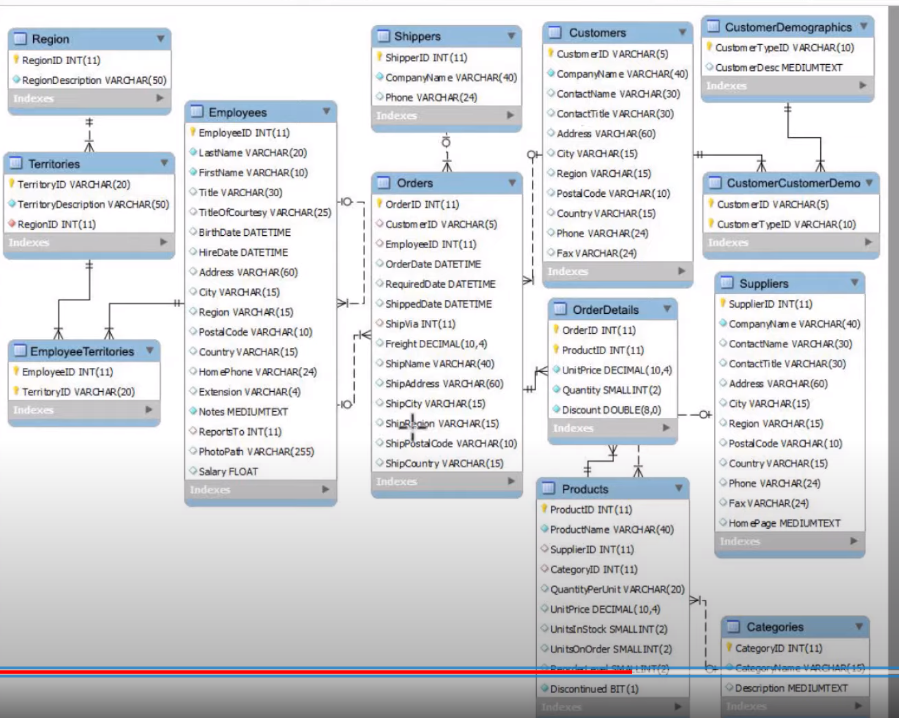 Region
RegionID INT(11)
RegionDescription VARCHAR(50)
Indexes
Territories
TerritoryID VARCHAR(20)
TerritoryDescription VARCHAR(50)
RegionID INT(11)
Indexes
EmployeeTerritories
EmployeeID INT(11)
TerritoryID VARCHAR(20)
Indexes
Employees
EmployeeID INT(11)
LastName VARCHAR(20)
FirstName VARCHAR(10)
Title VARCHAR(30)
TitleOfCourtesy VARCHAR(25)
BirthDate DATETIME
HireDate DATETIME
Address VARCHAR(60)
City VARCHAR(15)
Region VARCHAR(15)
PostalCode VARCHAR(10)
Country VARCHAR(15)
HomePhone VARCHAR(24)
Extension VARCHAR(4)
Notes MEDIUMTEXT
ReportsTo INT(11)
PhotoPath VARCHAR(255)
Salary FLOAT
Indexes
Shippers
ShipperID INT(11)
CompanyName VARCHAR(40)
Phone VARCHAR(24)
Indexes
Orders
OrderID INT(11)
CustomerID VARCHAR(5)
EmployeeID INT(11)
OrderDate DATETIME
RequiredDate DATETIME
ShippedDate DATETIME
ShipVia INT(11)
Freight DECIMAL(10,4)
ShipName VARCHAR(40)
ShipAddress VARCHAR(60)
ShipCity VARCHAR(15)
ShipRegion VARCHAR(15)
ShipPostalCode VARCHAR(10)
ShipCountry VARCHAR(15)
Indexes
Customers
CustomerID VARCHAR(5)
CompanyName VARCHAR(40)
ContactName VARCHAR(30)
ContactTitle VARCHAR(30)
Address VARCHAR(60)
City VARCHAR(15)
Region VARCHAR(15)
PostalCode VARCHAR(10)
Country VARCHAR(15)
Phone VARCHAR(24)
Fax VARCHAR(24)
Indexes
CustomerDemographics
CustomerTypeID VARCHAR(10)
CustomerDesc MEDIUMTEXT
Indexes
CustomerCustomerDemo
CustomerID VARCHAR(5)
CustomerTypeID VARCHAR(10)
Indexes
OrderDetails
OrderID INT(11)
ProductID INT(11)
UnitPrice DECIMAL(10,4)
Quantity SMALLINT(2)
Discount DOUBLE(8,0)
Indexes
Suppliers
SupplierID INT(11)
CompanyName VARCHAR(40)
ContactName VARCHAR(30)
ContactTitle VARCHAR(30)
Address VARCHAR(60)
City VARCHAR(15)
Region VARCHAR(15)
PostalCode VARCHAR(10)
Country VARCHAR(15)
Phone VARCHAR(24)
Fax VARCHAR(24)
HomePage MEDIUMTEXT
Indexes
Products
ProductID INT(11)
ProductName VARCHAR(40)
SupplierID INT(11)
CategoryID INT(11)
QuantityPerUnit VARCHAR(20)
UnitPrice DECIMAL(10,4)
UnitsInStock SMALLINT(2)
UnitsOnOrder SMALLINT(2)
ReorderLevel SMALLINT(2)
Discontinued BIT(1)
Indexes
Categories
CategoryID INT(11)
CategoryName VARCHAR(15)
Description MEDIUMTEXT
Indexes